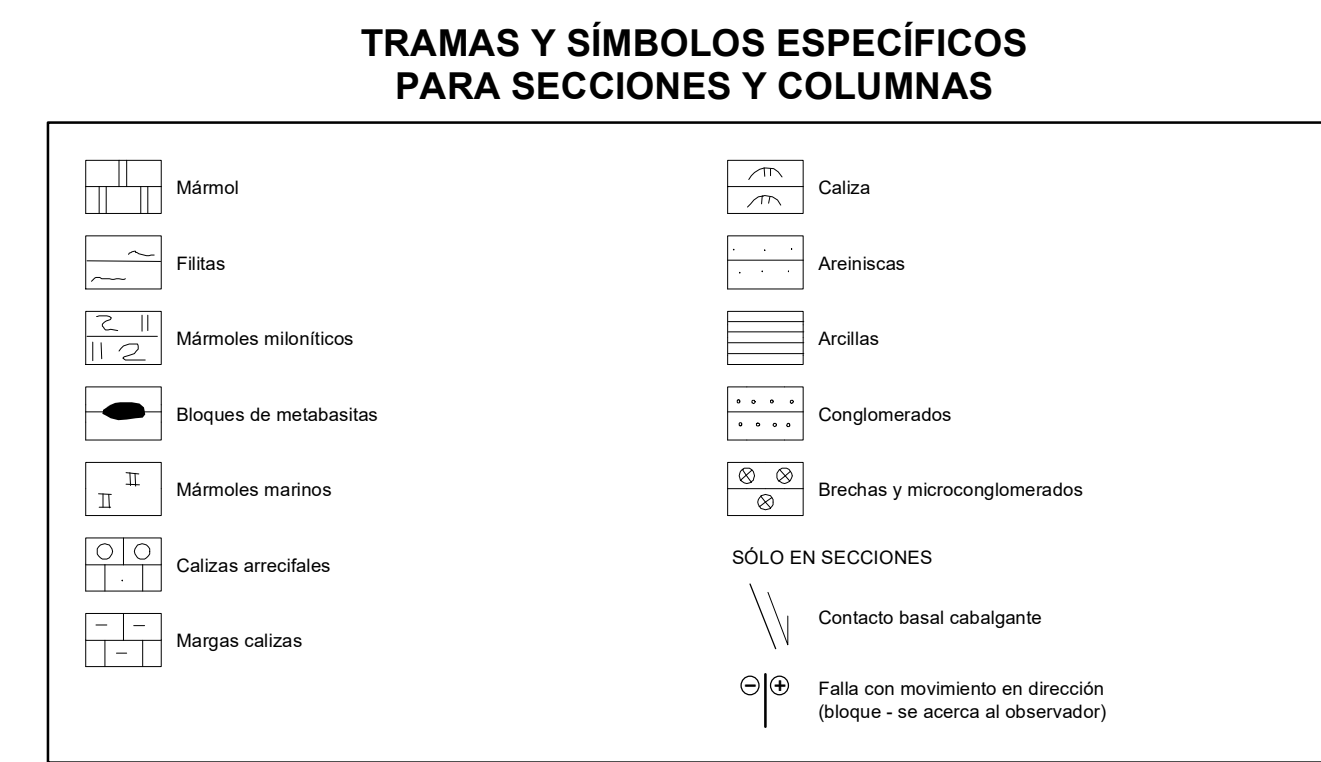 TRAMAS Y SÍMBOLOS ESPECÍFICOS
PARA SECCIONES Y COLUMNAS
Mármol
Filitas
Mármoles miloníticos
Bloques de metabasitas
Mármoles marinos
Calizas arrecifales
Margas calizas
Caliza
Areiniscas
Arcillas
Conglomerados
Brechas y microconglomerados
SÓLO EN SECCIONES
Contacto basal cabalgante
Falla con movimiento en dirección
(bloque - se acerca al observador)